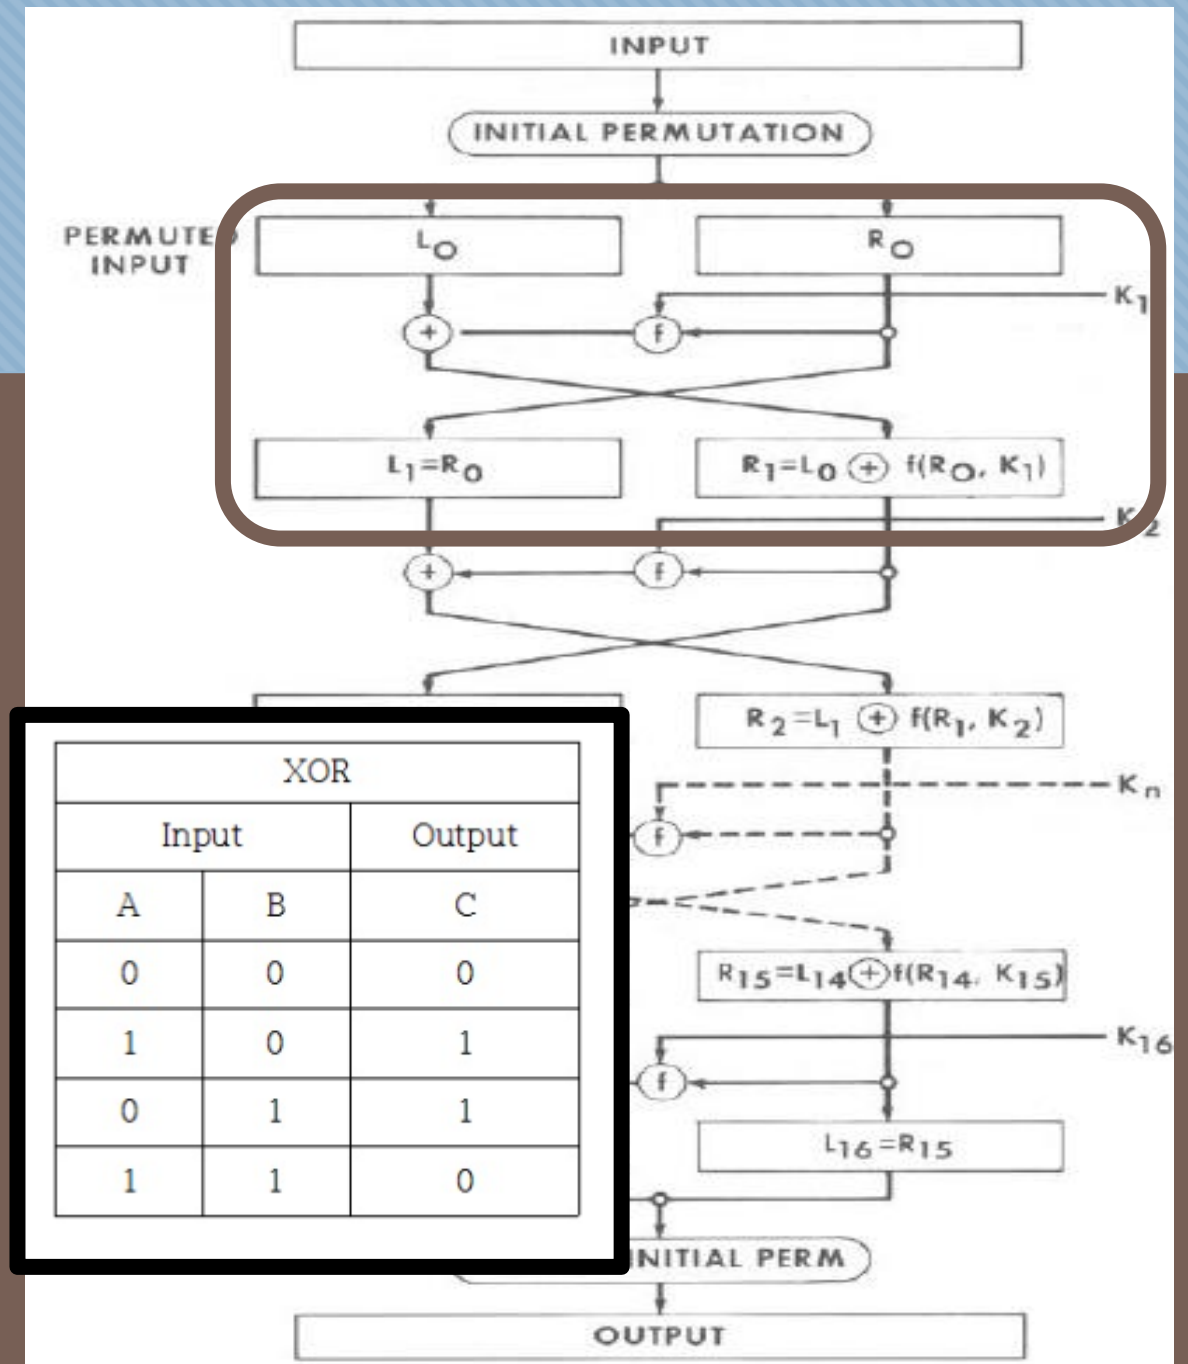 INPUT
INITIAL PERMUTATION
PERMUTED
INPUT
L0
R0
K1
+
f
L1=R0
R1=L0 + f(R0, K1)
K2
+
f
R2=L1 + f(R1, K2)
Kn
f
R15=L14 + f(R14, K15)
K16
f
L16=R15
INITIAL PERM
OUTPUT
XOR
Input Output
A B C
0 0 0
1 0 1
0 1 1
1 1 0